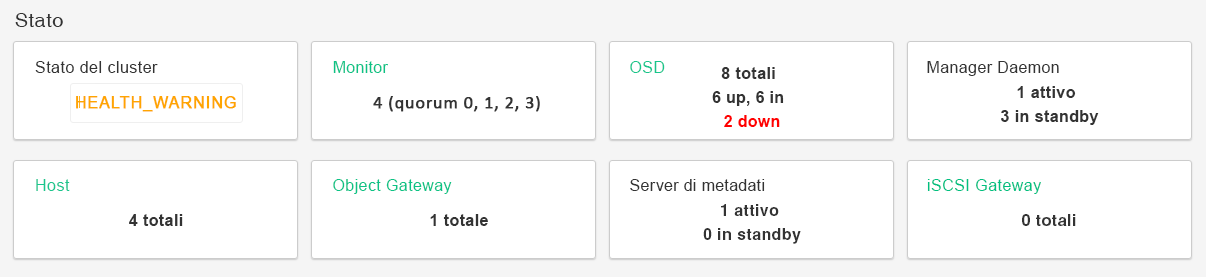 Stato
Stato del cluster
HEALTH_WARNING
Monitor
4 (quorum 0, 1, 2, 3)
OSD
8 totali
6 up, 6 in
2 down
Manager Daemon
1 attivo
3 in standby
Host
4 totali
Object Gateway
1 totale
Server di metadati
1 attivo
0 in standby
iSCSI Gateway
0 totali